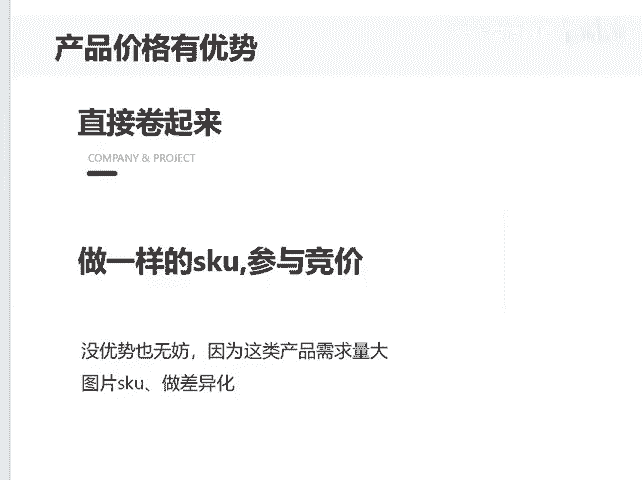 产品价格有优势
直接卷起来
COMPANY & PROJECT
做一样的sku,参与竞价
没优势也无妨，因为这类产品需求量大
图片sku、做差异化